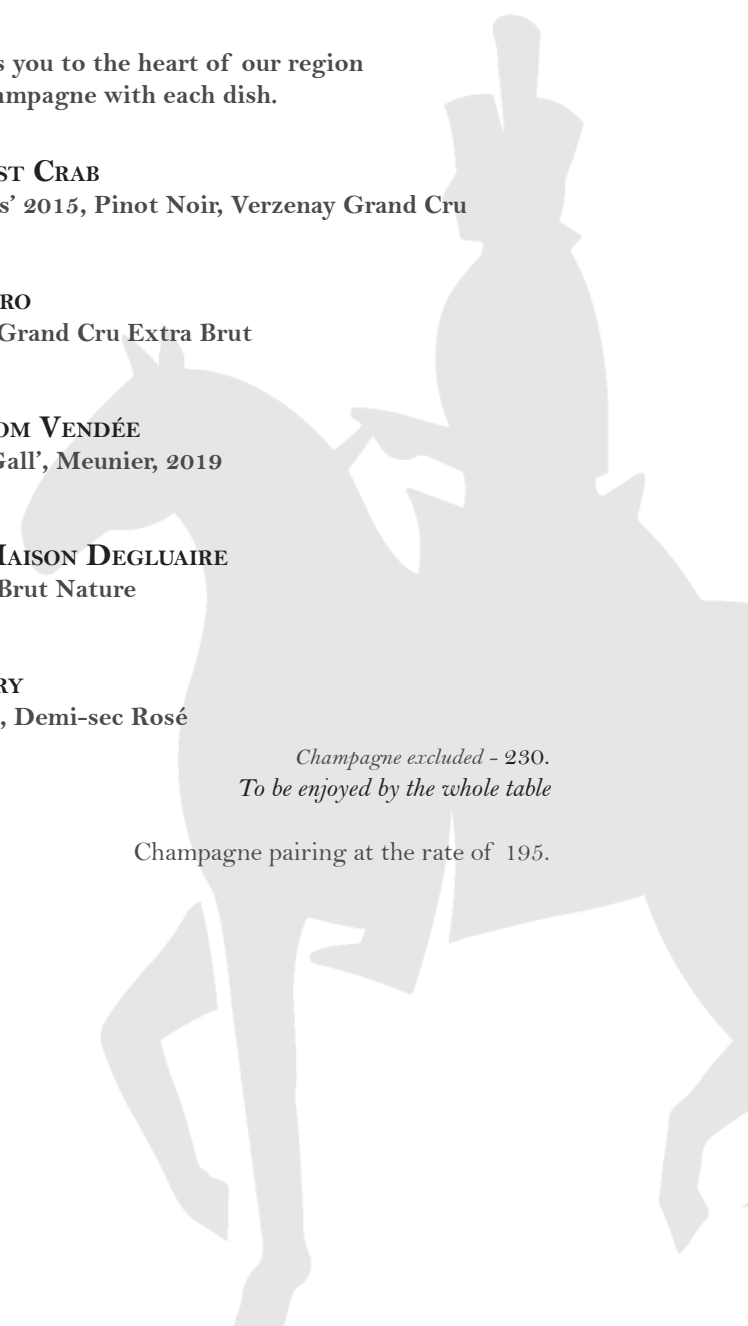 s you to the heart of our region
ampagne with each dish.
ST CRAB
s’ 2015, Pinot Noir, Verzenay Grand Cru
RO
Grand Cru Extra Brut
OM VENDÉE
Gall’, Meunier, 2019
MAISON DEGLUAIRE
Brut Nature
RY
, Demi-sec Rosé
Champagne excluded - 230.
To be enjoyed by the whole table
Champagne pairing at the rate of 195.